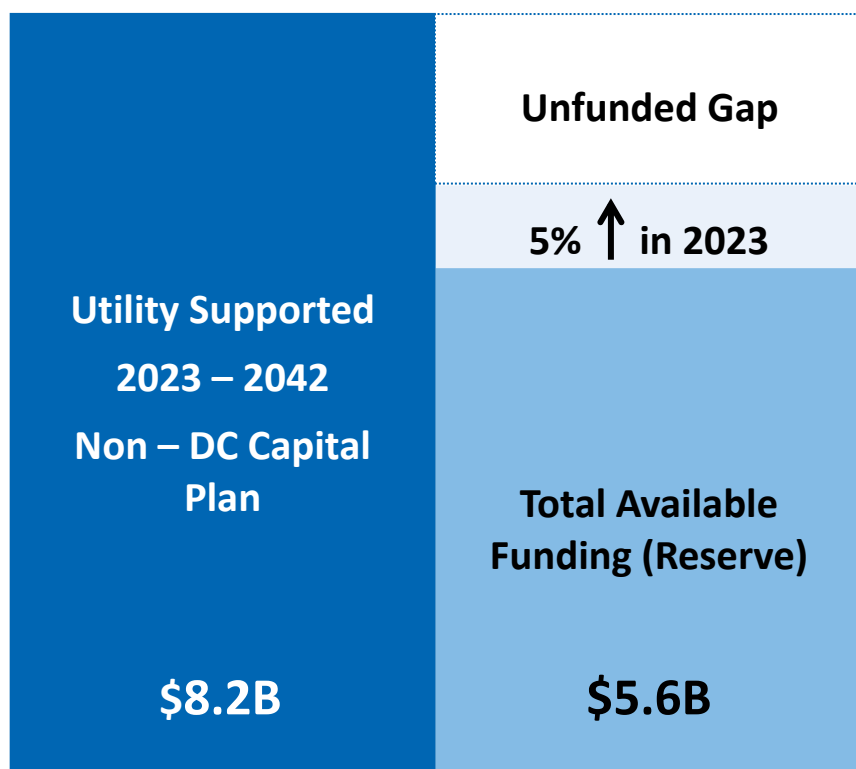 Utility Supported
2023 – 2042
Non – DC Capital
Plan
$8.2B
Unfunded Gap
5% ↑ in 2023
Total Available
Funding (Reserve)
$5.6B